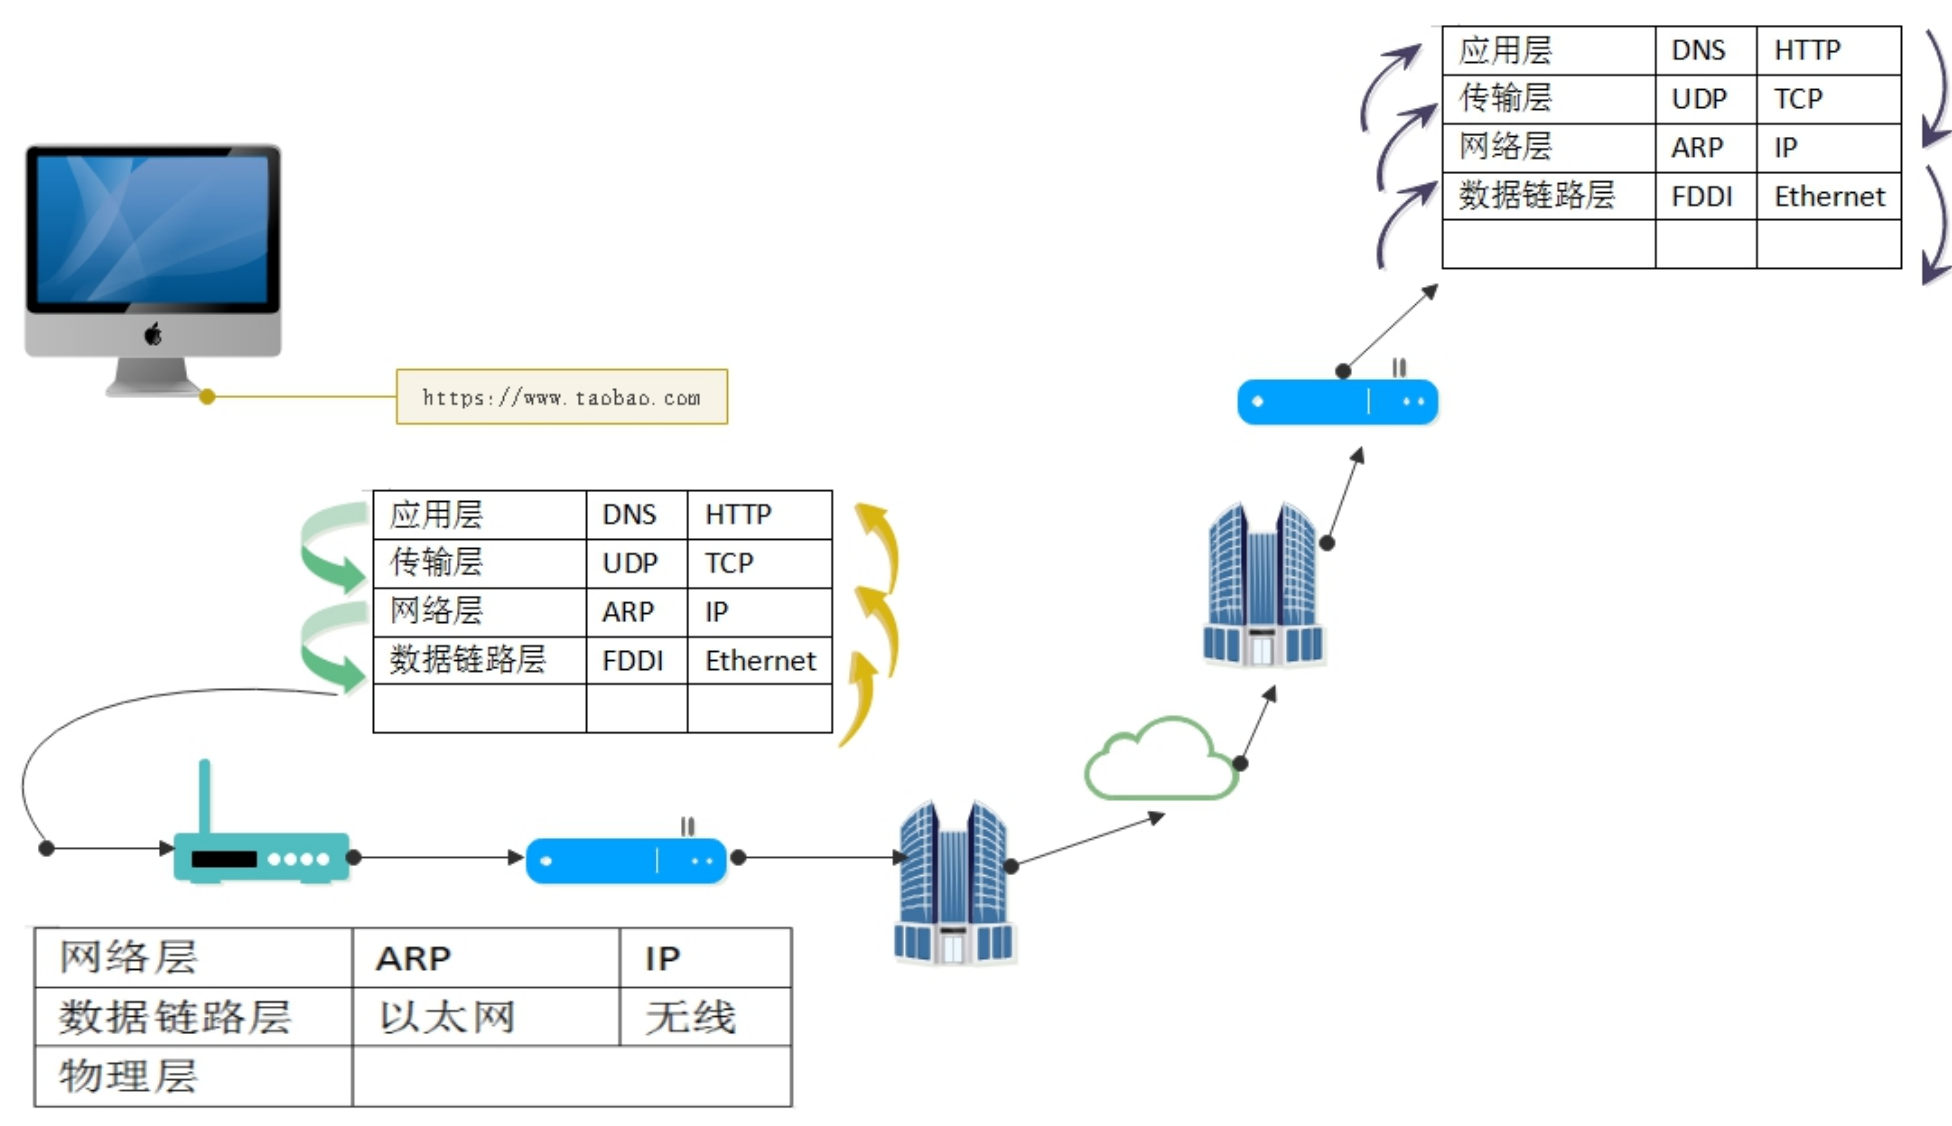 应用层 DNS HTTP
传输层 UDP TCP
网络层 ARP IP
数据链路层 FDDI Ethernet
https://www.taobao.com
应用层 DNS HTTP
传输层 UDP TCP
网络层 ARP IP
数据链路层 FDDI Ethernet
网络层 ARP IP
数据链路层 以太网 无线
物理层